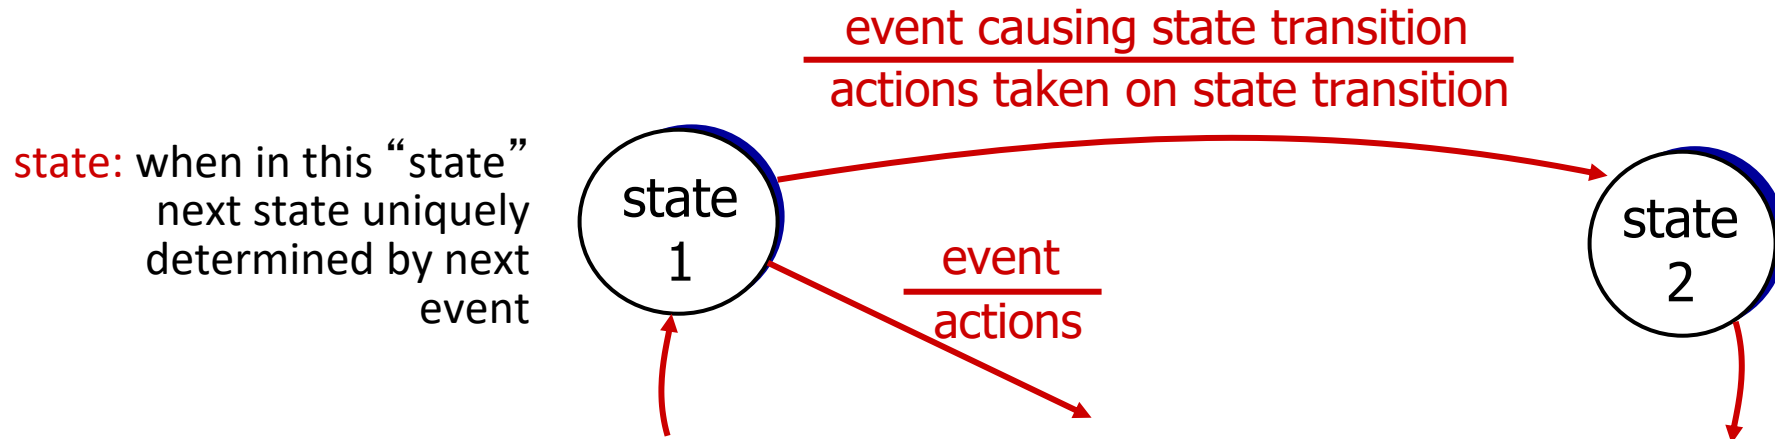 event causing state transition
actions taken on state transition
state: when in this “state”
next state uniquely
determined by next
event
state
1
event
actions
state
2